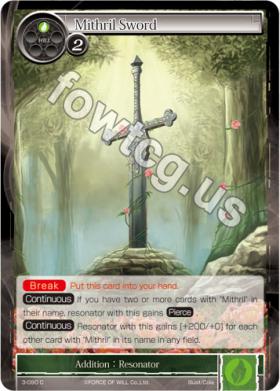 Mithril Sword
WILL
2
fowtcg.us
Break Put this card into your hand.
Continuous If you have two or more cards with "Mithril" in
their name, resonator with this gains Pierce
Continuous Resonator with this gains [+200/+0] for each
other card with "Mithril" in its name in any field.
3-090 C ©FORCE OF WILL Co.,Ltd. Illust/Cola
Addition : Resonator